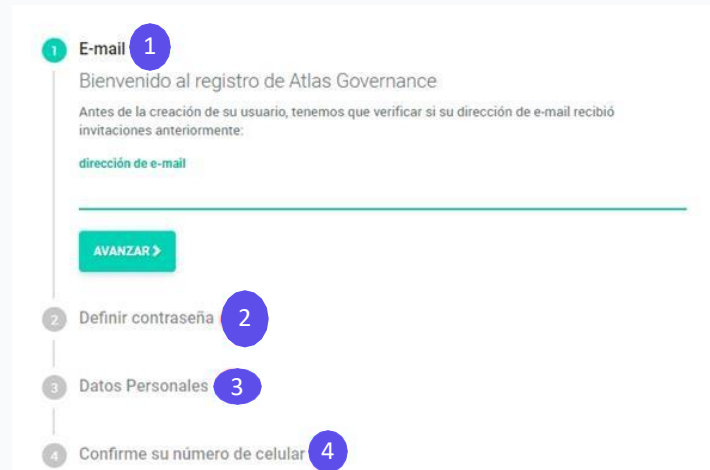 1 E-mail 1
Bienvenido al registro de Atlas Governance
Antes de la creación de su usuario, tenemos que verificar si su dirección de e-mail recibió
invitaciones anteriormente:
dirección de e-mail
AVANZAR
2 Definir contraseña 2
3 Datos Personales 3
4 Confirme su número de celular 4